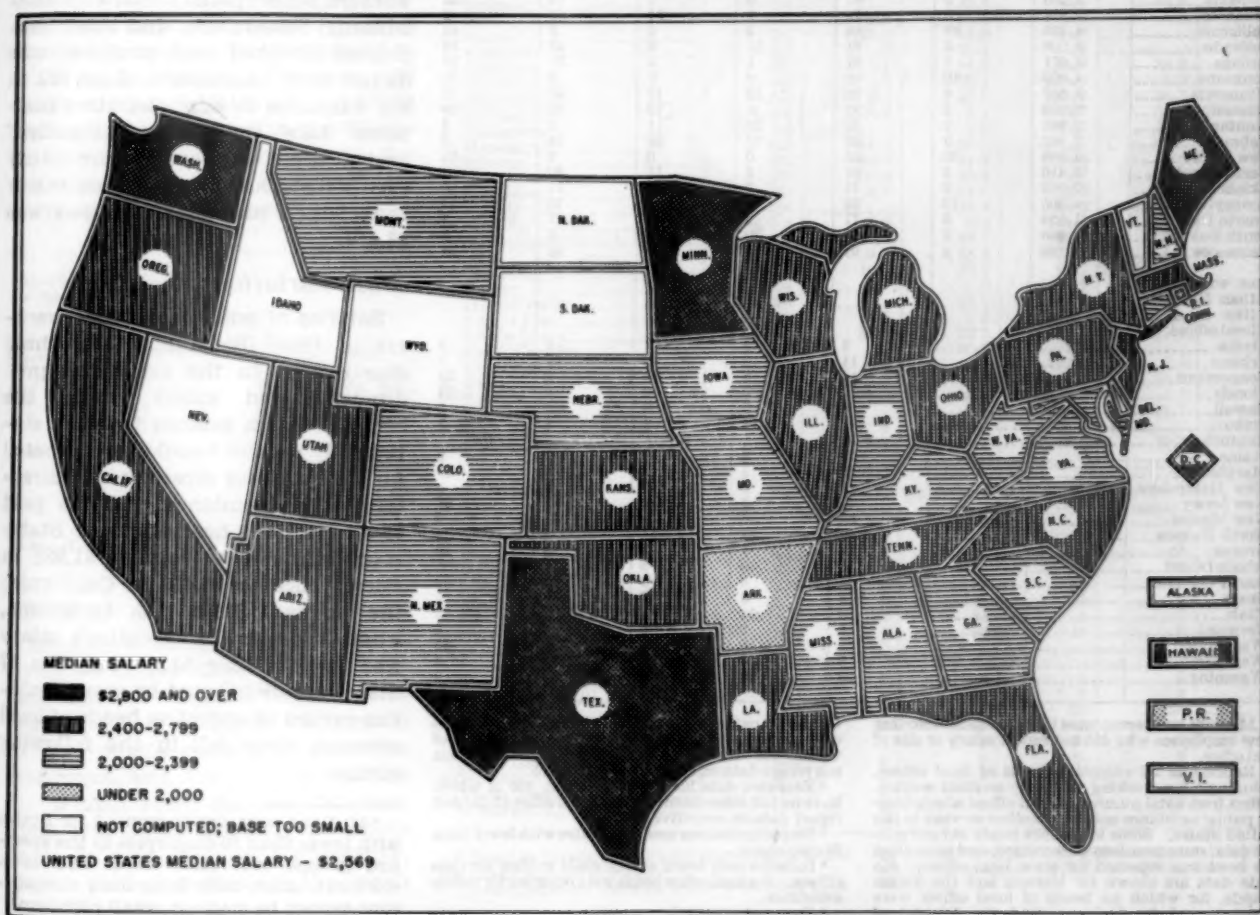 WASH.
ME.
MONT.
N. DAK.
MINN.
VT.
N.H.
OREG.
N.Y.
MASS.
IDAHO
S. DAK.
WIS.
MICH.
R.I.
CONN.
WYO.
PA.
N.J.
NEV.
NEBR.
IOWA
OHIO
DEL.
MD.
UTAH
ILL.
IND.
W. VA.
VA.
D.C.
CALIF
COLO.
KANS.
MO.
KY.
N.C.
TENN.
ARIZ.
N. MEX.
OKLA.
ARK.
S.C.
ALASKA
MISS.
ALA.
GA.
HAWAII
MEDIAN SALARY
$2,800 AND OVER
TEX.
LA.
P.R.
2,400-2,799
FLA.
2,000-2,399
V.I.
UNDER 2,000
NOT COMPUTED; BASE TOO SMALL
UNITED STATES MEDIAN SALARY - $2,569